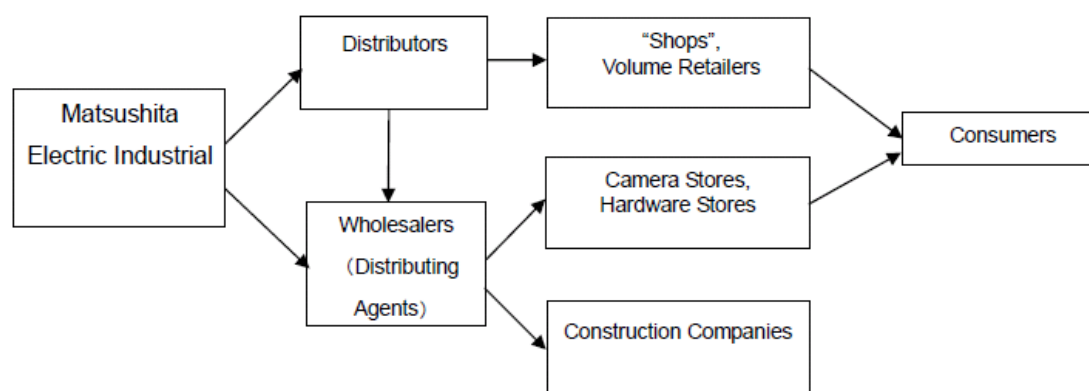 Matsushita
Electric Industrial
Distributors
“Shops”,
Volume Retailers
Consumers
Wholesalers
（Distributing
Agents）
Camera Stores,
Hardware Stores
Construction Companies